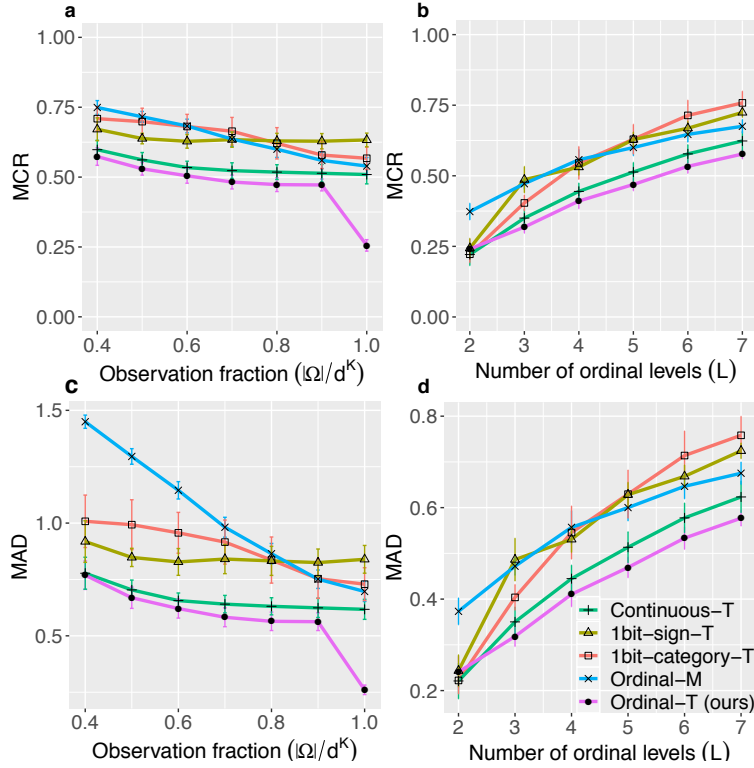 a
1.00
0.75
0.50
0.25
0.00
MCR
0.4 0.6 0.8 1.0
Observation fraction (|Ω|/d^K)
b
1.00
0.75
0.50
0.25
0.00
MCR
2 3 4 5 6 7
Number of ordinal levels (L)
c
1.5
1.0
0.5
MAD
0.4 0.6 0.8 1.0
Observation fraction (|Ω|/d^K)
d
0.8
0.6
0.4
0.2
MAD
Continuous−T
1bit−sign−T
1bit−category−T
Ordinal−M
Ordinal−T (ours)
2 3 4 5 6 7
Number of ordinal levels (L)